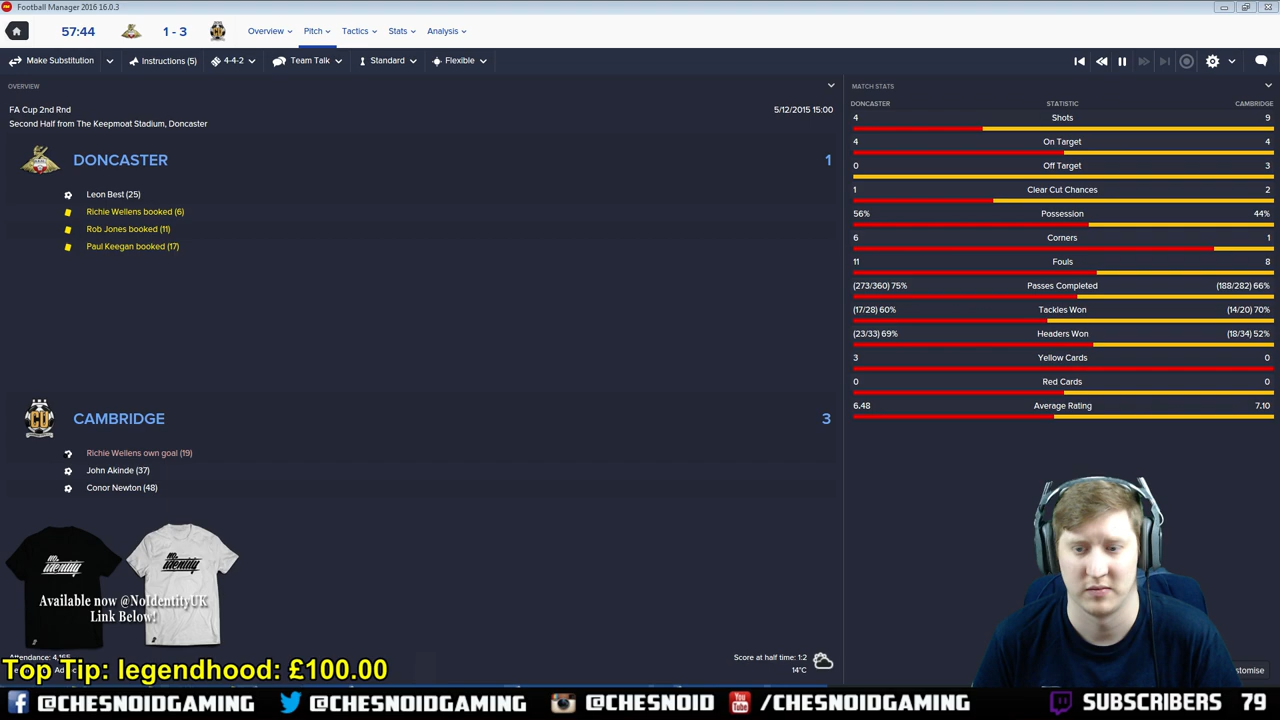 Football Manager 2016 16.0.3
57:44 1 - 3 Overview Pitch Tactics Stats Analysis
Make Substitution Instructions (5) 4-4-2 Team Talk Standard Flexible
OVERVIEW
FA Cup 2nd Rnd 5/12/2015 15:00
Second Half from The Keepmoat Stadium, Doncaster
DONCASTER 1
Leon Best (25)
Richie Wellens booked (6)
Rob Jones booked (11)
Paul Keegan booked (17)
CAMBRIDGE 3
CU
Richie Wellens own goal (19)
John Akinde (37)
Conor Newton (48)
MATCH STATS
DONCASTER STATISTIC CAMBRIDGE
4 Shots 9
4 On Target 4
0 Off Target 3
1 Clear Cut Chances 2
56% Possession 44%
6 Corners 1
11 Fouls 8
(273/360) 75% Passes Completed (188/282) 66%
(17/28) 60% Tackles Won (14/20) 70%
(23/33) 69% Headers Won (18/34) 52%
3 Yellow Cards 0
0 Red Cards 0
6.48 Average Rating 7.10
No. Identity
No. Identity
Available now @NoIdentityUK
Link Below!
Attendance:
Score at half time: 1:2
14°C
Top Tip: legendhood: £100.00
@CHESNOIDGAMING @CHESNOIDGAMING @CHESNOID You Tube /CHESNOIDGAMING SUBSCRIBERS 79